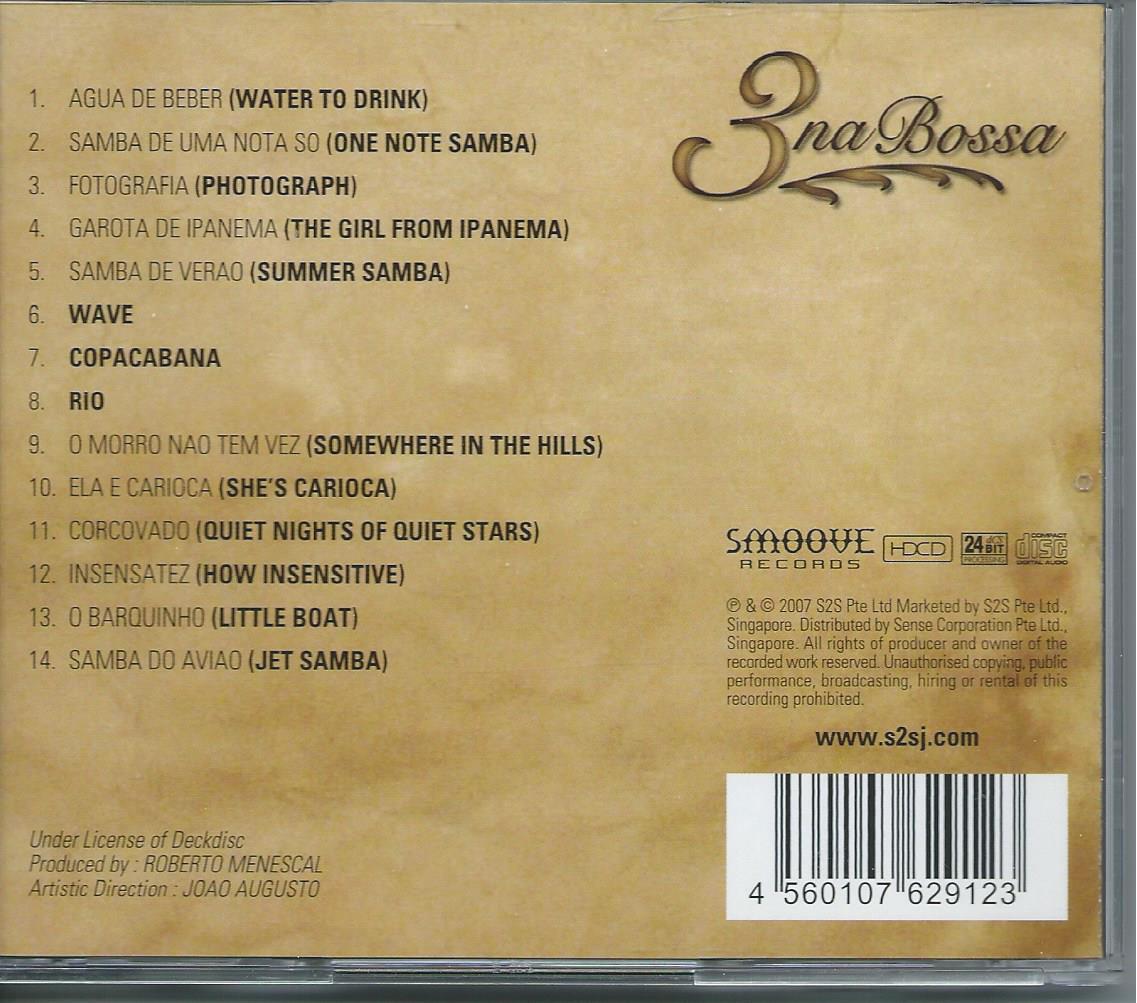 1. AGUA DE BEBER (WATER TO DRINK)
2. SAMBA DE UMA NOTA SO (ONE NOTE SAMBA)
3. FOTOGRAFIA (PHOTOGRAPH)
4. GAROTA DE IPANEMA (THE GIRL FROM IPANEMA)
5. SAMBA DE VERAO (SUMMER SAMBA)
6. WAVE
7. COPACABANA
8. RIO
9. O MORRO NAO TEM VEZ (SOMEWHERE IN THE HILLS)
10. ELA E CARIOCA (SHE'S CARIOCA)
11. CORCOVADO (QUIET NIGHTS OF QUIET STARS)
12. INSENSATEZ (HOW INSENSITIVE)
13. O BARQUINHO (LITTLE BOAT)
14. SAMBA DO AVIAO (JET SAMBA)
Under License of Deckdisc
Produced by : ROBERTO MENESCAL
Artistic Direction : JOAO AUGUSTO
3 na Bossa
SMOOVE
RECORDS
HDCD
24 BIT
dCS
PROCESSING
COMPACT
disc
DIGITAL AUDIO
℗ & © 2007 S2S Pte Ltd Marketed by S2S Pte Ltd.,
Singapore. Distributed by Sense Corporation Pte Ltd.,
Singapore. All rights of producer and owner of the
recorded work reserved. Unauthorised copying, public
performance, broadcasting, hiring or rental of this
recording prohibited.
www.s2sj.com
4 560107 629123